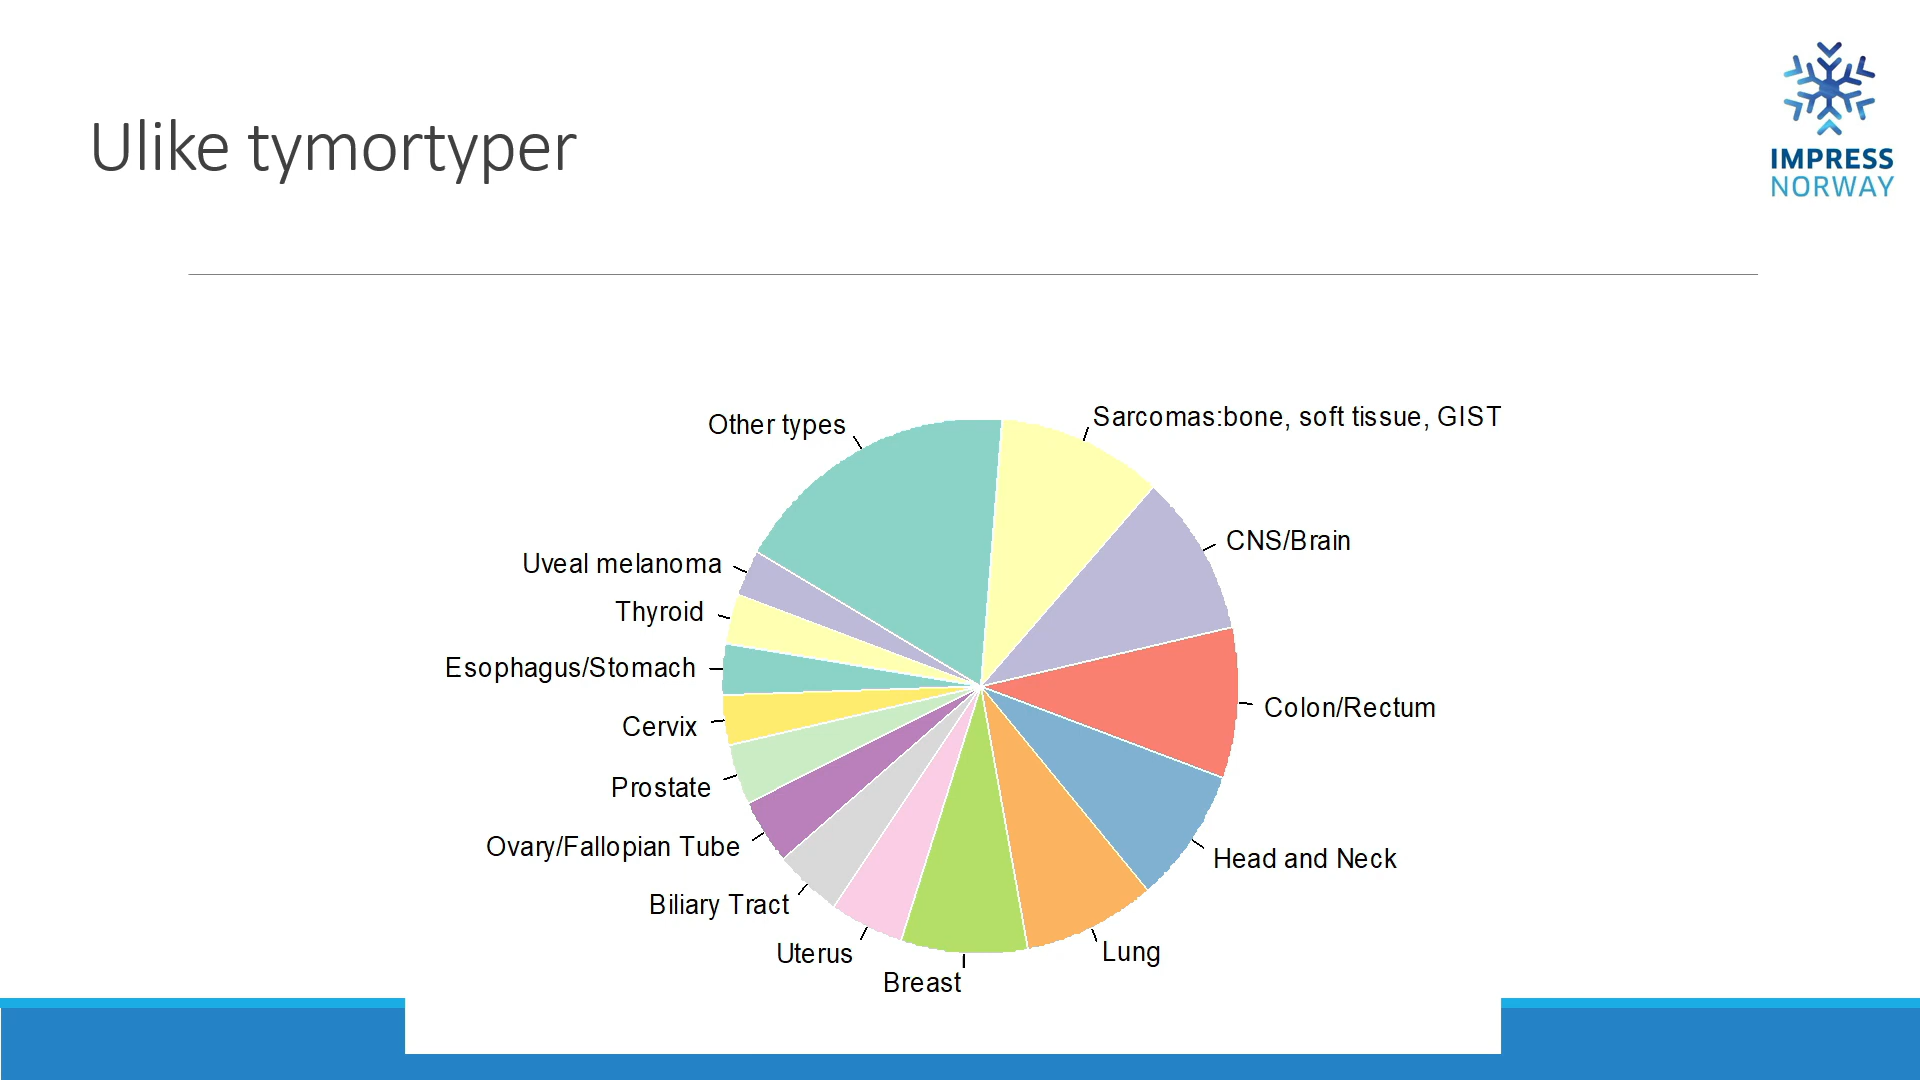 Ulike tymortyper
IMPRESS
NORWAY
Other types
Sarcomas:bone, soft tissue, GIST
CNS/Brain
Uveal melanoma
Thyroid
Esophagus/Stomach
Colon/Rectum
Cervix
Prostate
Ovary/Fallopian Tube
Head and Neck
Biliary Tract
Uterus
Lung
Breast